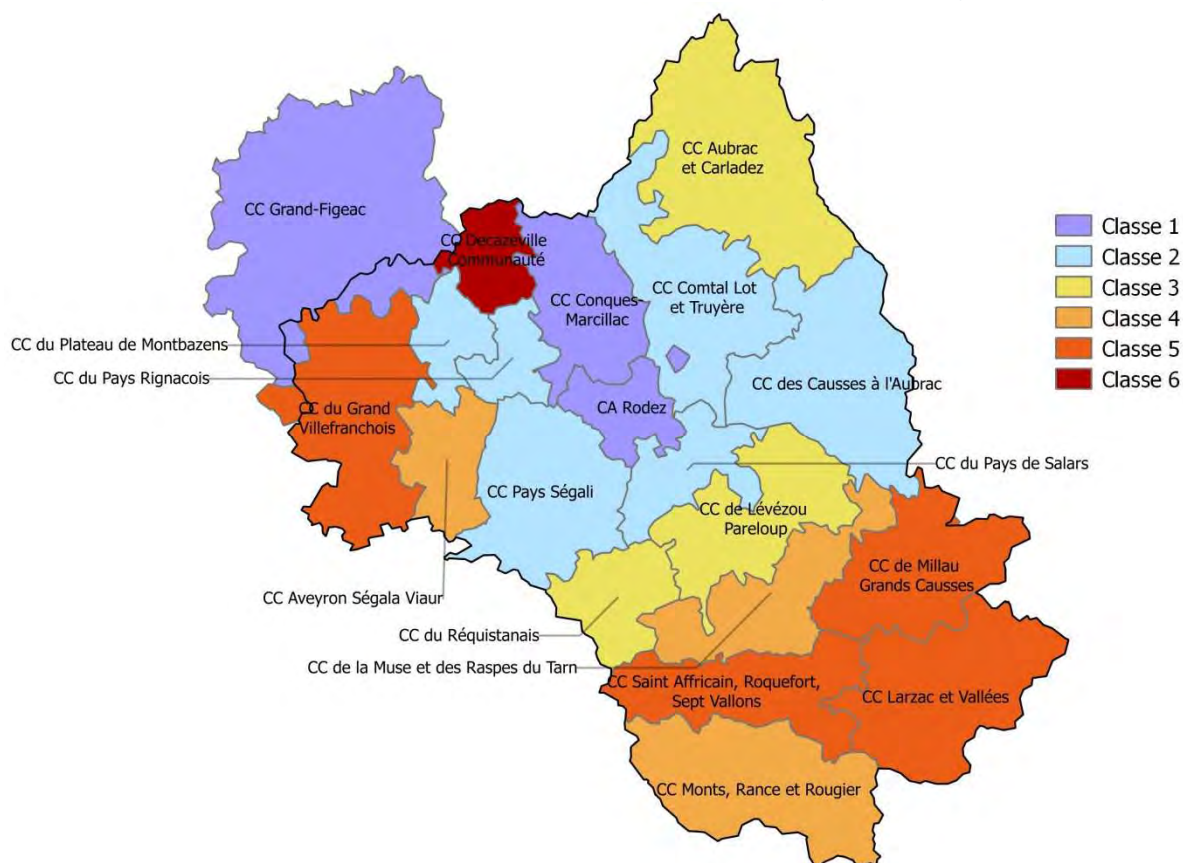 CC Aubrac
et Carladez
CC Grand-Figeac
Classe 1
Classe 2
Classe 3
Classe 4
Classe 5
Classe 6
CC Decazeville
Communauté
CC Comtal Lot
et Truyère
CC Conques-
Marcillac
CC du Plateau de Montbazens
CC du Pays Rignacois
CC des Causses à l'Aubrac
CC du Grand
Villefranchois
CA Rodez
CC du Pays de Salars
CC Pays Ségali
CC de Lévézou
Pareloup
CC de Millau
Grands Causses
CC Aveyron Ségala Viaur
CC du Réquistanais
CC de la Muse et des Raspes du Tarn
CC Saint Affricain, Roquefort,
Sept Vallons
CC Larzac et Vallées
CC Monts, Rance et Rougier